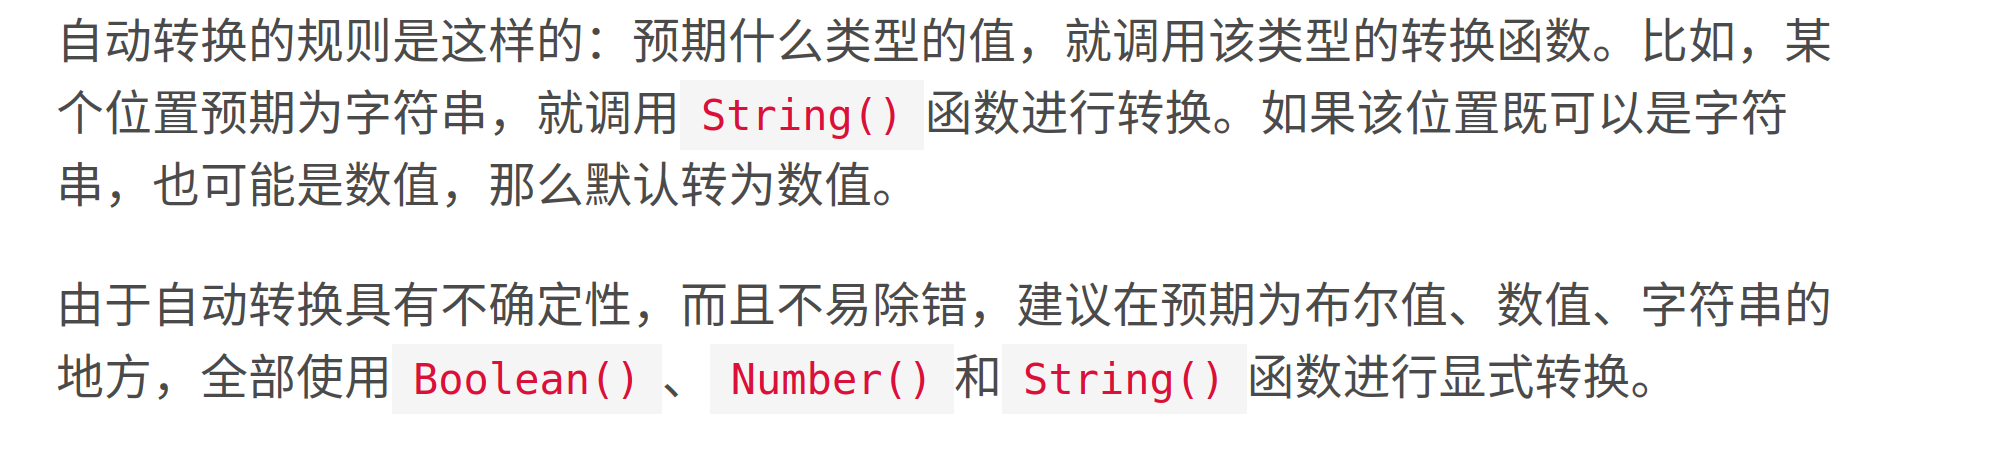 自动转换的规则是这样的：预期什么类型的值，就调用该类型的转换函数。比如，某
个位置预期为字符串，就调用 String() 函数进行转换。如果该位置既可以是字符
串，也可能是数值，那么默认转为数值。
由于自动转换具有不确定性，而且不易除错，建议在预期为布尔值、数值、字符串的
地方，全部使用 Boolean() 、 Number() 和 String() 函数进行显式转换。